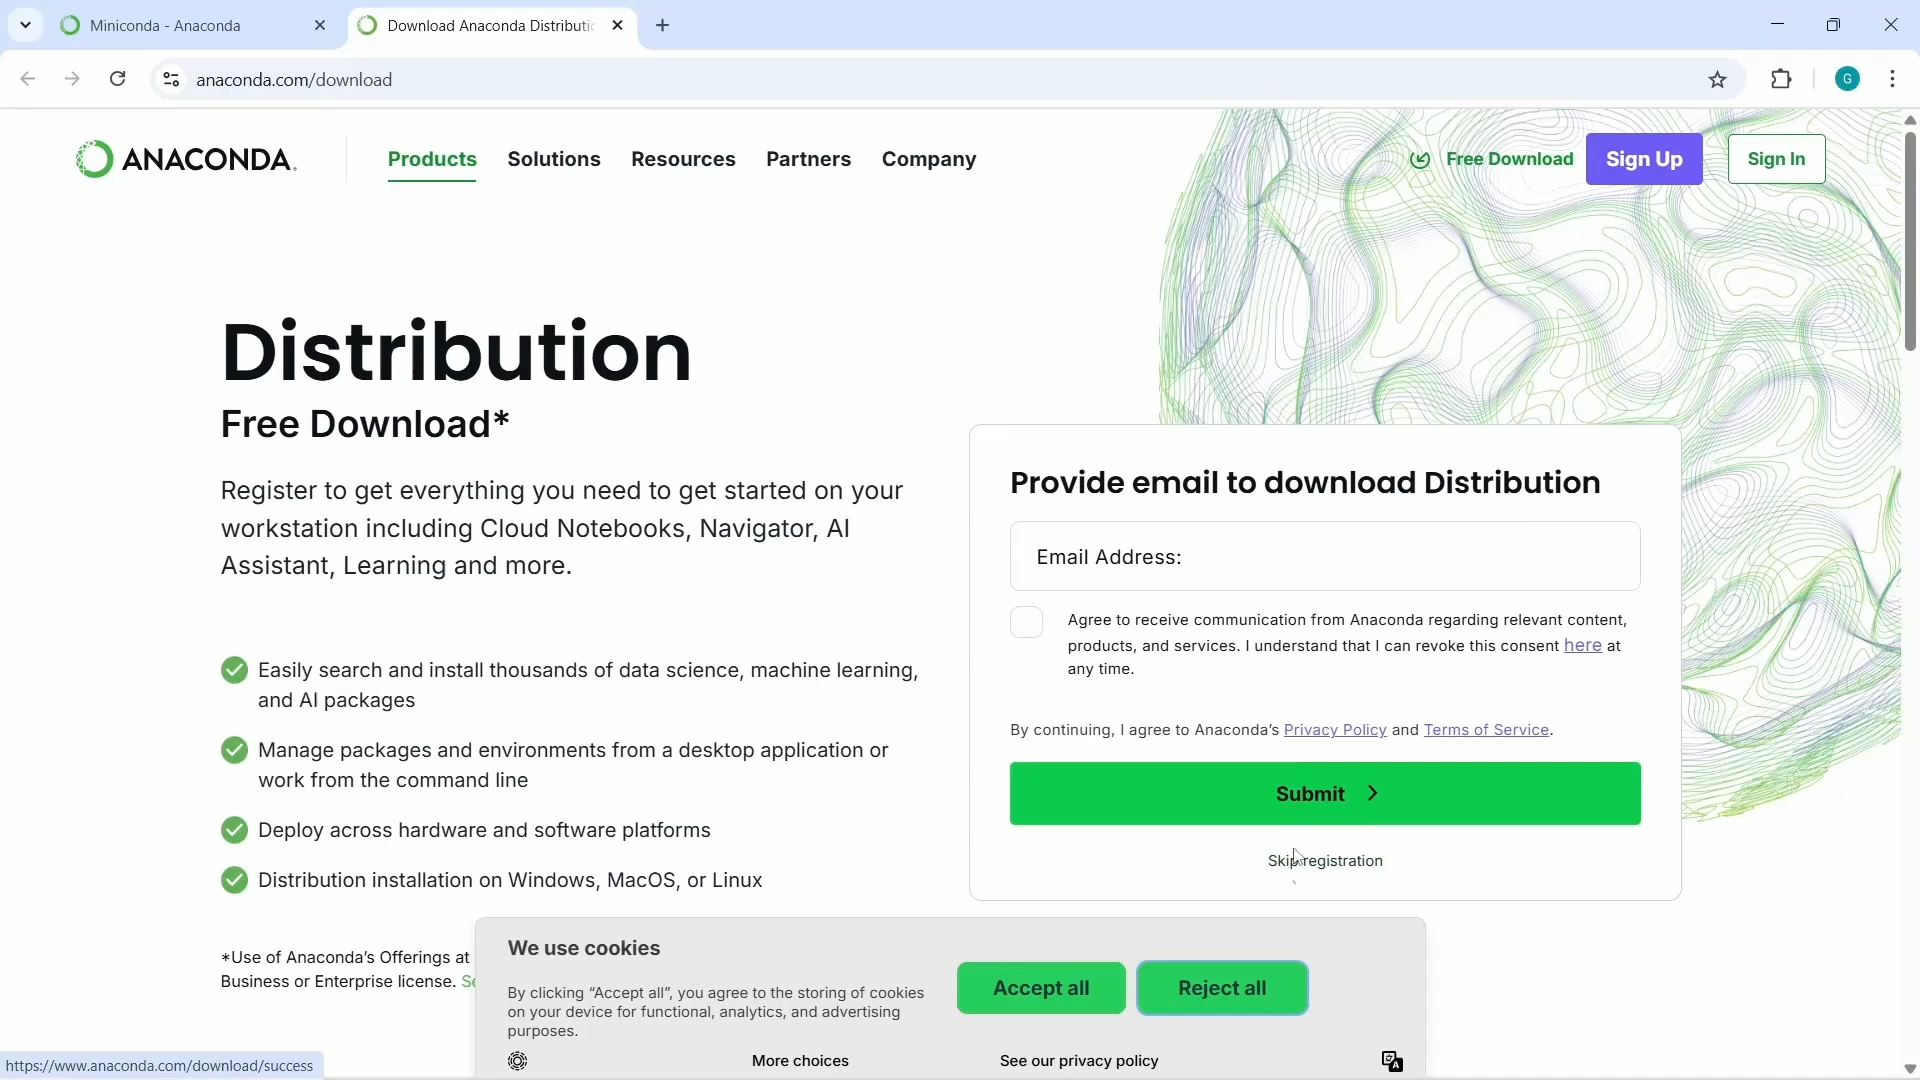 Miniconda - Anaconda
Download Anaconda Distributic
anaconda.com/download
G
ANACONDA.
Products
Solutions
Resources
Partners
Company
Free Download
Sign Up
Sign In
Distribution
Free Download*
Register to get everything you need to get started on your
workstation including Cloud Notebooks, Navigator, AI
Assistant, Learning and more.
Easily search and install thousands of data science, machine learning,
and AI packages
Manage packages and environments from a desktop application or
work from the command line
Deploy across hardware and software platforms
Distribution installation on Windows, MacOS, or Linux
*Use of Anaconda's Offerings at
Business or Enterprise license. Se
Provide email to download Distribution
Email Address:
Agree to receive communication from Anaconda regarding relevant content,
products, and services. I understand that I can revoke this consent here at
any time.
By continuing, I agree to Anaconda's Privacy Policy and Terms of Service.
Submit
Skip registration
We use cookies
By clicking “Accept all”, you agree to the storing of cookies
on your device for functional, analytics, and advertising
purposes.
Accept all
Reject all
More choices
See our privacy policy
https://www.anaconda.com/download/success